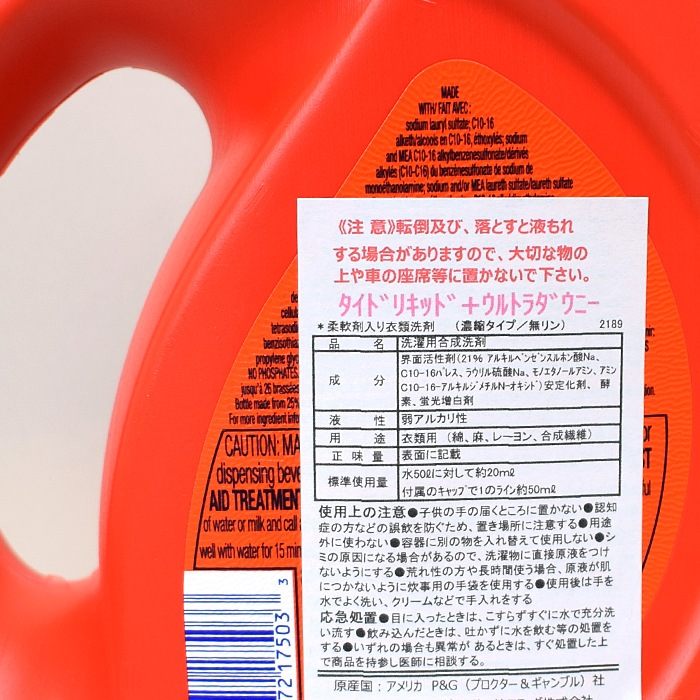 MADE
WITH/ FAIT AVEC :
sodium lauryl sulfate; C10-16
alketh/alcools en C10-16, éthoxylés; sodium
and MEA C10-16 alkylbenzenesulfonate/dérivés
alkylés (C10-C16) du benzènesulfonate de sodium de
monoéthanolamine; sodium and/or MEA laureth sulfate/laureth sulfate
《注 意》転倒及び、落とすと液もれ
する場合がありますので、大切な物の
上や車の座席等に置かないで下さい。
タイドリキッド+ウルトラダウニー
*柔軟剤入り衣類洗剤 (濃縮タイプ/無リン) 2189
品 名 洗濯用合成洗剤
成 分 界面活性剤(21% アルキルベンゼンスルホン酸Na、
C10-16パレス、ラウリル硫酸Na、モノエタノールアミン、アミン
C10-16-アルキルジメチルN-オキシド)安定化剤、酵
素、蛍光増白剤
液 性 弱アルカリ性
用 途 衣類用 (綿、麻、レーヨン、合成繊維)
正 味 量 表面に記載
標準使用量 水50ℓに対して約20mℓ
付属のキャップで1のライン約50mℓ
使用上の注意●子供の手の届くところに置かない●認知
症の方などの誤飲を防ぐため、置き場所に注意する●用途
外に使わない●容器に別の物を入れ替えて使用しない●シ
ミの原因になる場合があるので、洗濯物に直接原液をつけ
ないようにする●荒れ性の方や長時間使う場合、原液が肌
につかないように炊事用の手袋を使用する●使用後は手を
水でよく洗い、クリームなどで手入れをする
応急処置●目に入ったときは、こすらずすぐに水で充分洗
い流す●飲み込んだときは、吐かずに水を飲む等の処置を
する●いずれの場合も異常が あるときは、すぐ処置した上
で商品を持参し医師に相談する。
原産国:アメリカ P&G(プロクター&ギャンブル) 社
propylene glyc
NO PHOSPHATES.
jusqu'à 26 brassées
Bottle made from 25%
For more ingredient info
CAUTION: MA
dispensing beve
AID TREATMENT
of water or milk and call a
well with water for 15 min
72 17503 3